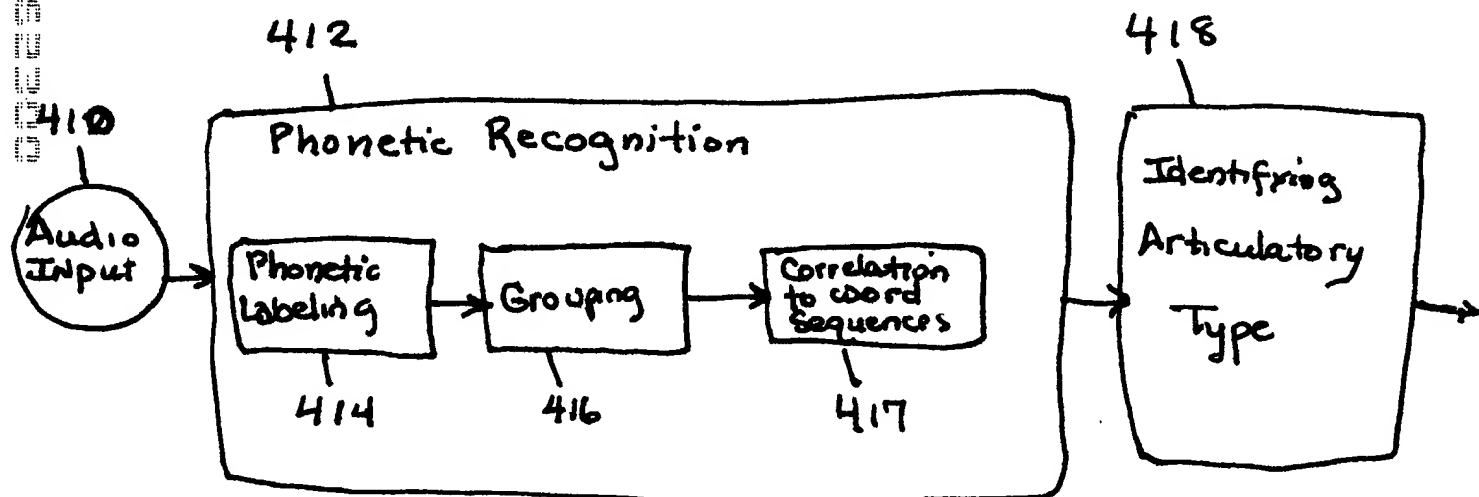 412
418
410
Phonetic Recognition
Audio
Input
Phonetic
Labeling
Grouping
Correlation
to word
Sequences
Identifying
Articulatory
Type
414
416
417